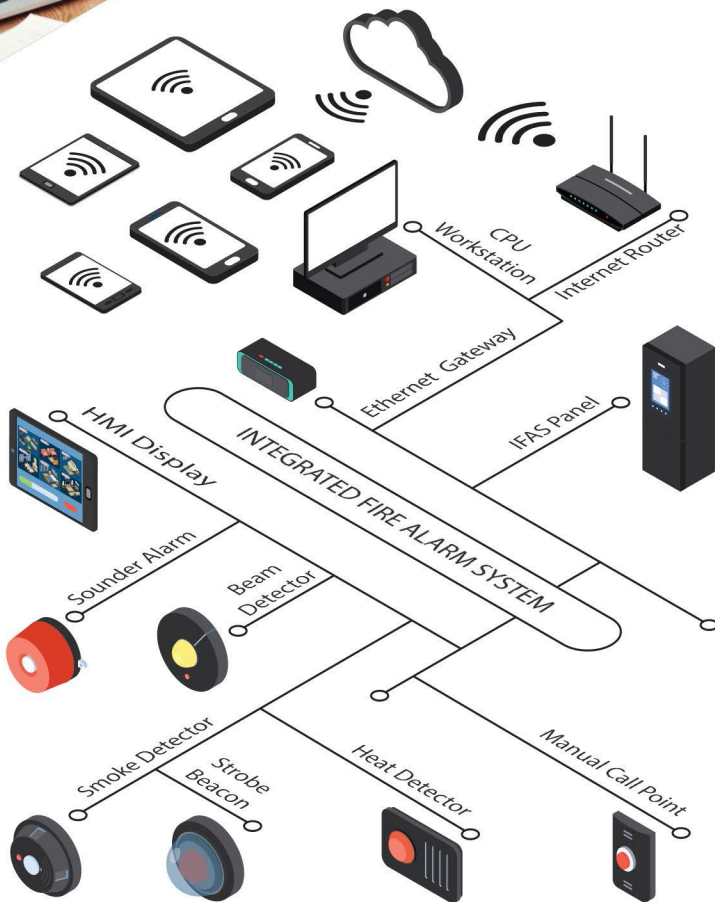 CPU
Workstation
Internet Router
Ethernet Gateway
IFAS Panel
HMI Display
INTEGRATED FIRE ALARM SYSTEM
Sounder Alarm
Beam
Detector
Smoke Detector
Strobe
Beacon
Heat Detector
Manual Call Point